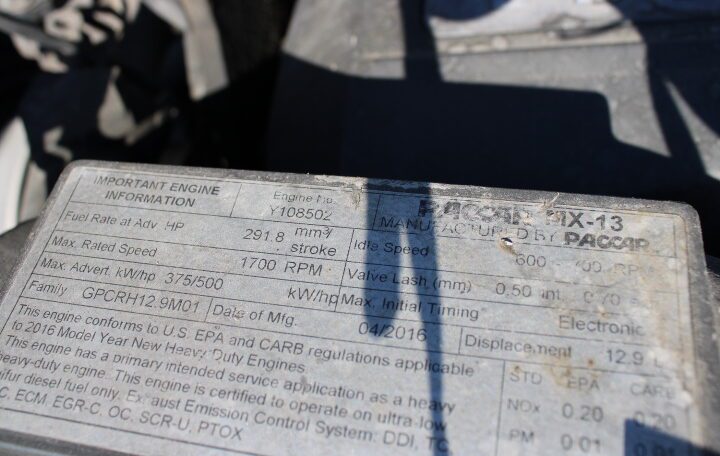 IMPORTANT ENGINE INFORMATION
Engine No. Y108502
PACCAR MX-13
MANUFACTURED BY PACCAR
Fuel Rate at Adv HP 291.8 mm³/stroke
Idle Speed 600
Max. Rated Speed 1700 RPM
Valve Lash (mm) 0.50 int.
Max. Advert. kW/hp 375/500 kW/hp
Max. Initial Timing Electronic
Family GPCRH12.9M01
Date of Mfg. 04/2016
Displacement 12.9
This engine conforms to U.S. EPA and CARB regulations applicable
to 2016 Model Year New Heavy Duty Engines
This engine has a primary intended service application as a heavy
heavy-duty engine. This engine is certified to operate on ultra-low
diesel fuel only. Exhaust Emission Control System: DDI, TC,
ECM, EGR-C, OC, SCR-U, PTOX
STD EPA CARB
NOx 0.20 0.20
PM 0.01 0.01